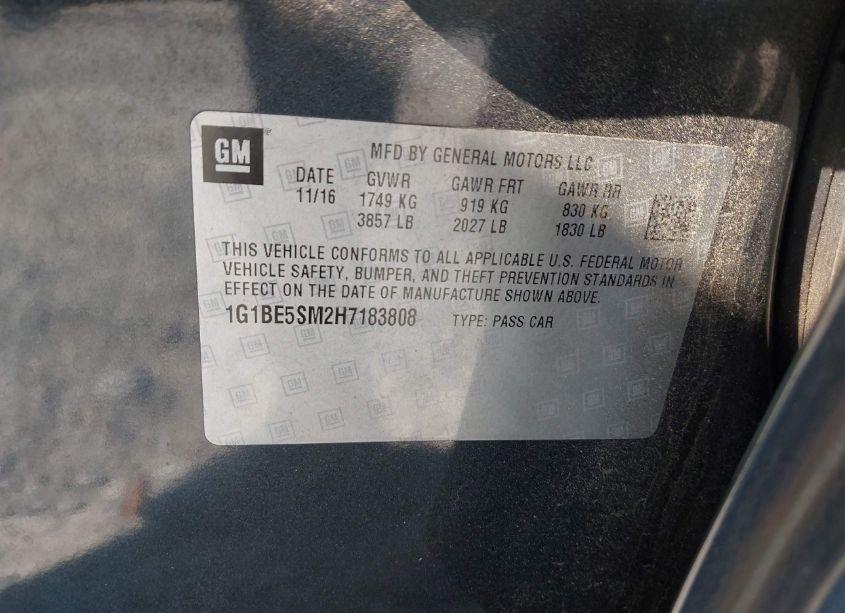 GM
MFD BY GENERAL MOTORS LLC
DATE GVWR GAWR FRT GAWR RR
11/16 1749 KG 919 KG 830 KG
3857 LB 2027 LB 1830 LB
THIS VEHICLE CONFORMS TO ALL APPLICABLE U.S. FEDERAL MOTOR
VEHICLE SAFETY, BUMPER, AND THEFT PREVENTION STANDARDS IN
EFFECT ON THE DATE OF MANUFACTURE SHOWN ABOVE.
1G1BE5SM2H7183808 TYPE: PASS CAR